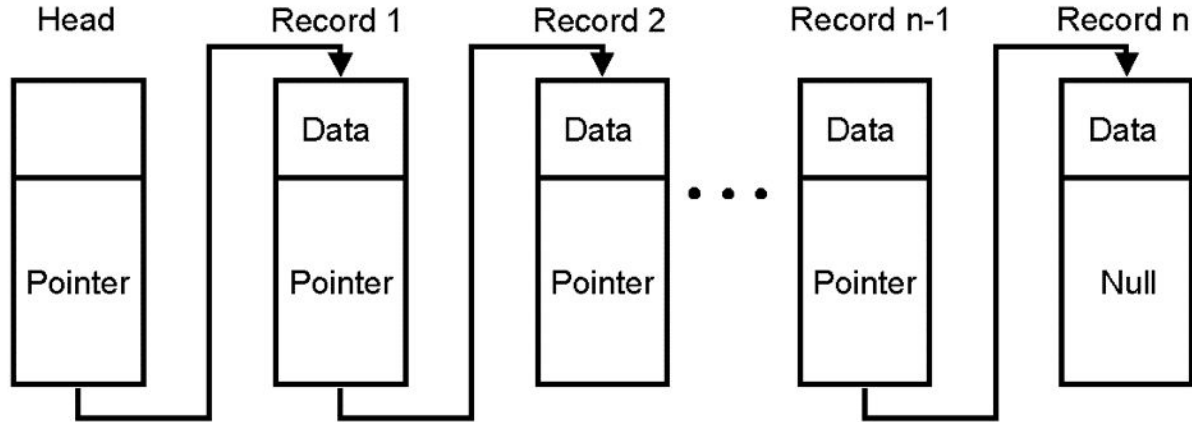 Head Record 1 Record 2 Record n-1 Record n
Data Data Data Data
Pointer Pointer Pointer Pointer Null